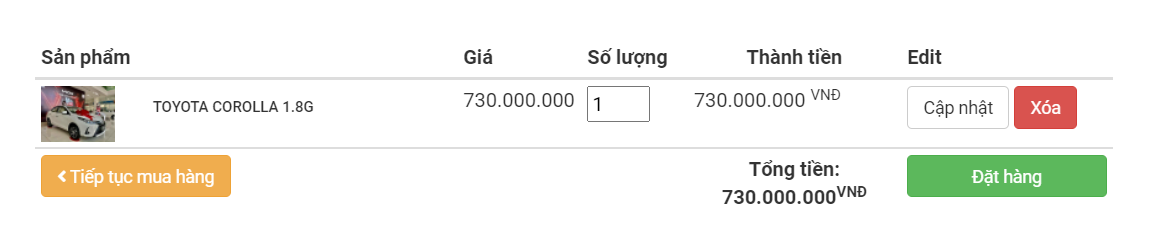 Sản phẩm Giá Số lượng Thành tiền Edit
TOYOTA COROLLA 1.8G 730.000.000 1 730.000.000 VNĐ Cập nhật Xóa
Tiếp tục mua hàng Tổng tiền: Đặt hàng
730.000.000VNĐ